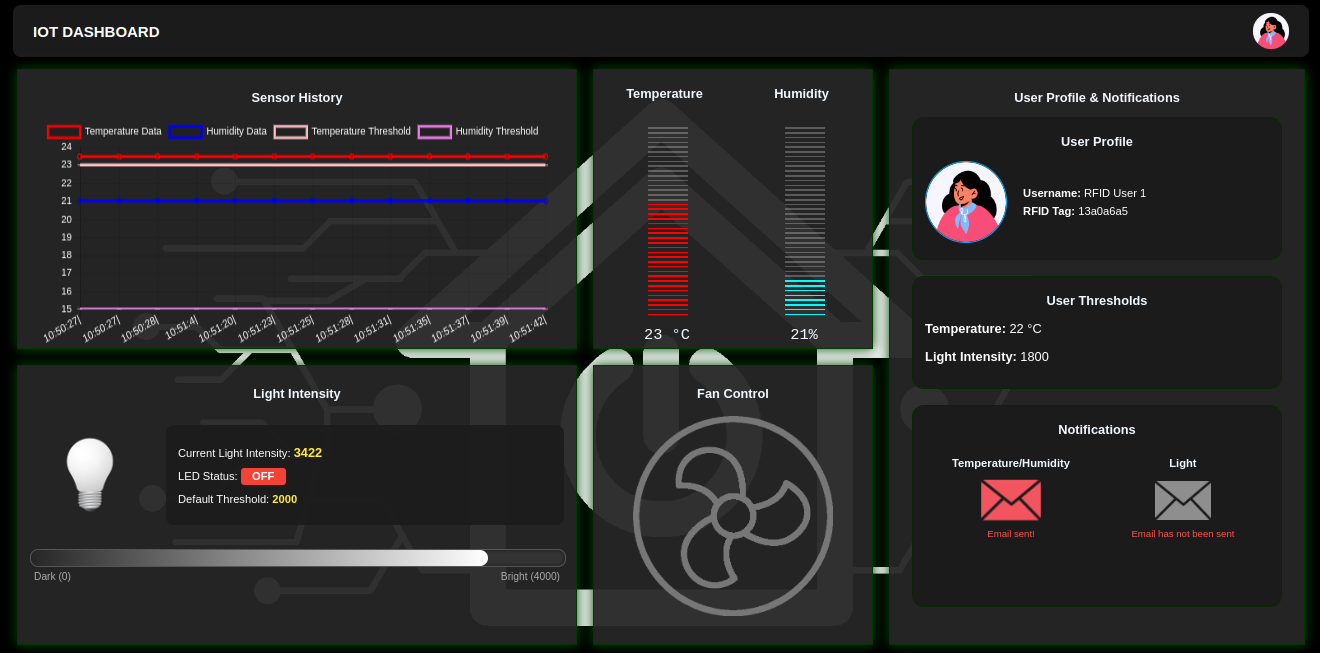 IOT DASHBOARD
Sensor History
Temperature Data Humidity Data Temperature Threshold Humidity Threshold
24
23
22
21
20
19
18
17
16
15
10:50:27| 10:50:27| 10:50:28| 10:51:4| 10:51:20| 10:51:23| 10:51:25| 10:51:28| 10:51:31| 10:51:35| 10:51:37| 10:51:39| 10:51:42|
Temperature Humidity
23 °C 21%
Light Intensity
Current Light Intensity: 3422
LED Status: OFF
Default Threshold: 2000
Dark (0) Bright (4000)
Fan Control
User Profile & Notifications
User Profile
Username: RFID User 1
RFID Tag: 13a0a6a5
User Thresholds
Temperature: 22 °C
Light Intensity: 1800
Notifications
Temperature/Humidity Light
Email sent! Email has not been sent